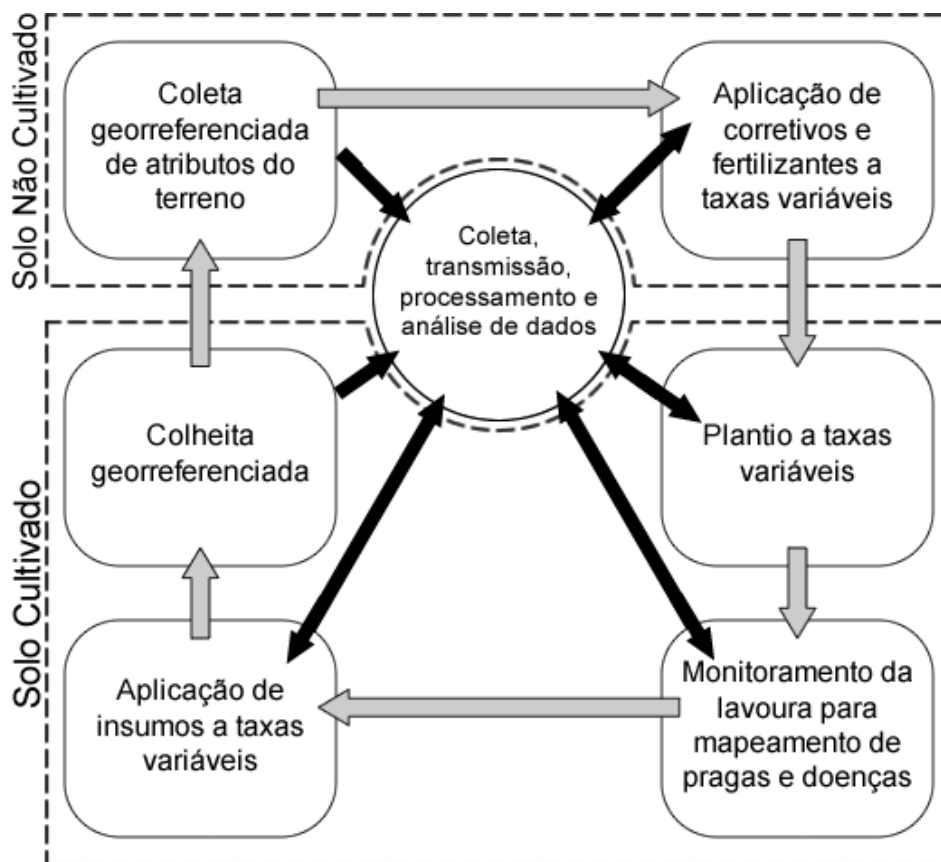 Solo Não Cultivado
Coleta
georreferenciada
de atributos do
terreno
Aplicação de
corretivos e
fertilizantes a
taxas variáveis
Coleta,
transmissão,
processamento e
análise de dados
Solo Cultivado
Colheita
georreferenciada
Plantio a taxas
variáveis
Aplicação de
insumos a taxas
variáveis
Monitoramento da
lavoura para
mapeamento de
pragas e doenças